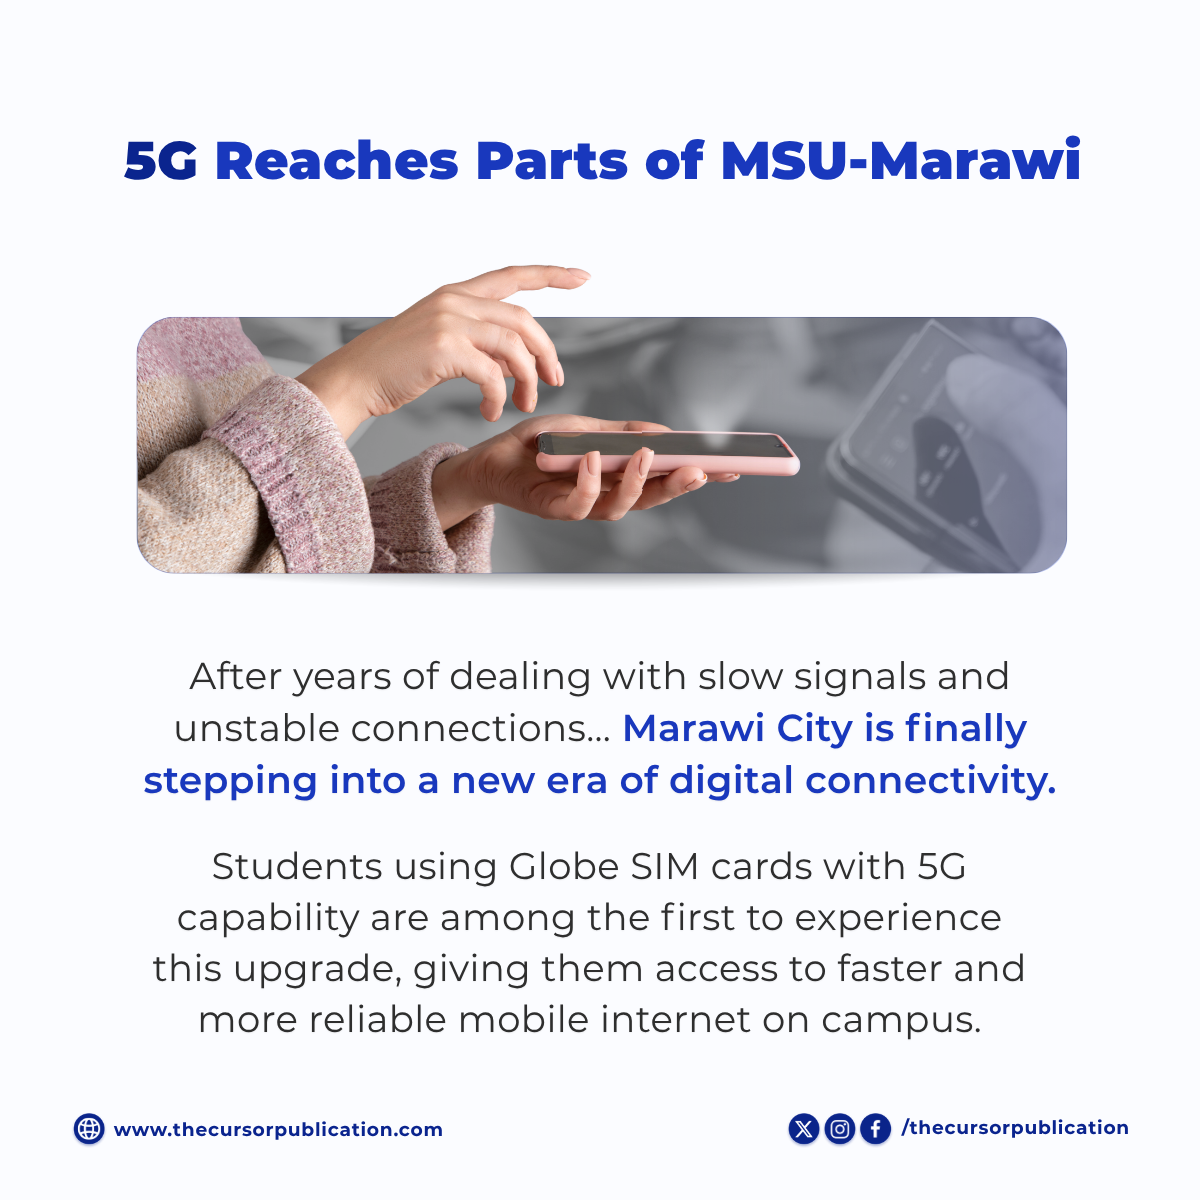 5G Reaches Parts of MSU-Marawi
After years of dealing with slow signals and
unstable connections... Marawi City is finally
stepping into a new era of digital connectivity.
Students using Globe SIM cards with 5G
capability are among the first to experience
this upgrade, giving them access to faster and
more reliable mobile internet on campus.
www.thecursorpublication.com
/thecursorpublication